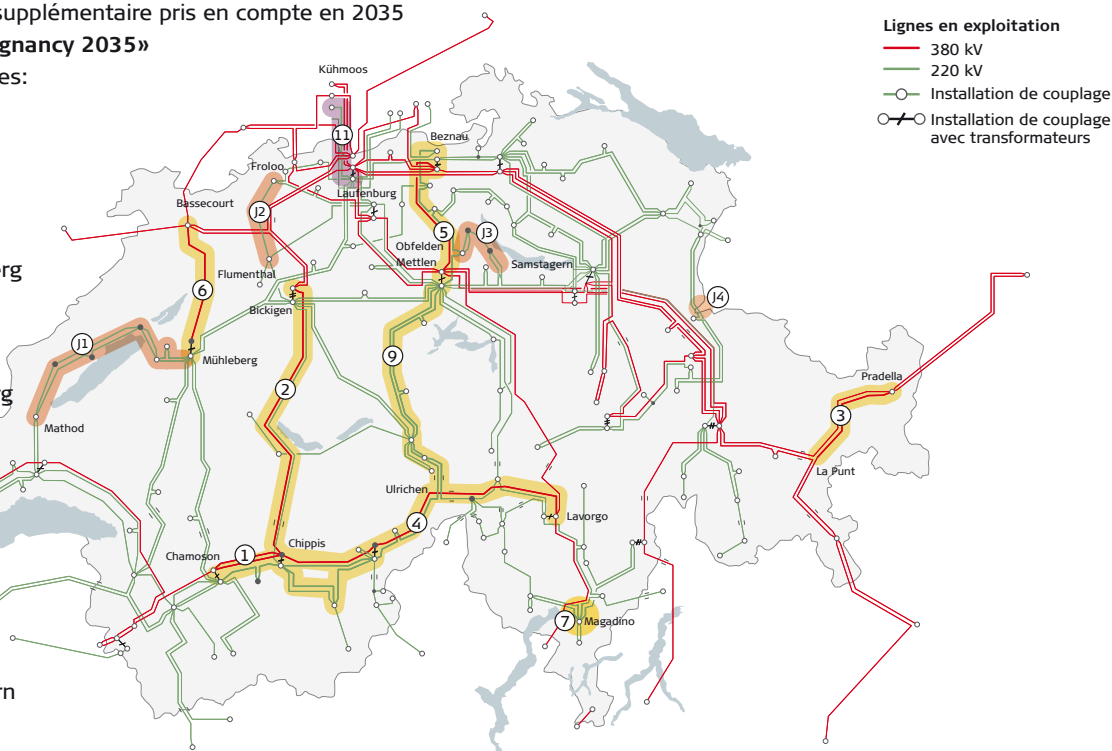 supplémentaire pris en compte en 2035
gnancy 2035»
es:
erg
rg
rn
Lignes en exploitation
380 kV
220 kV
Installation de couplage
Installation de couplage
avec transformateurs
Kühmoos
11
Beznau
Froloo
Laufenburg
Bassecourt
J2
5
J3
Obfelden
Mettlen
Samstagern
Flumenthal
6
Bickigen
J4
J1
Mühleberg
9
Pradella
2
3
Mathod
La Punt
Ulrichen
Lavorgo
4
Chippis
Chamoson
1
7
Magadino